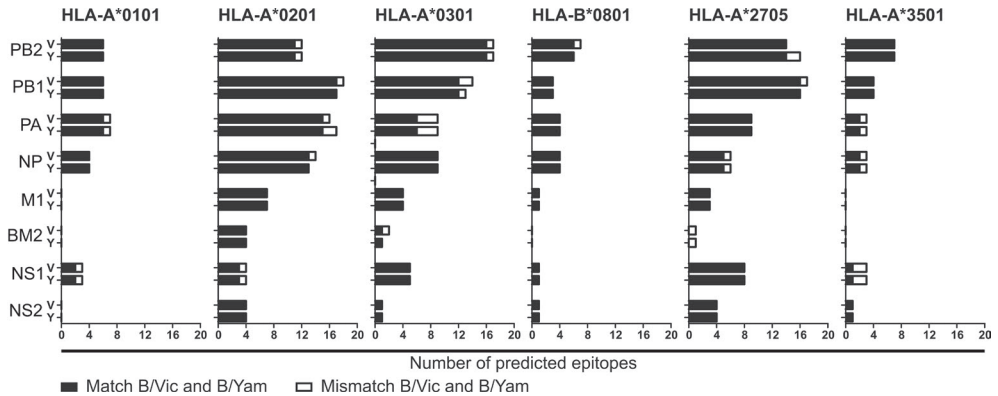 HLA-A*0101 HLA-A*0201 HLA-A*0301 HLA-B*0801 HLA-A*2705 HLA-A*3501
PB2 V
Y
PB1 V
Y
PA V
Y
NP V
Y
M1 V
Y
BM2 V
Y
NS1 V
Y
NS2 V
Y
0 4 8 12 16 20 0 4 8 12 16 20 0 4 8 12 16 20 0 4 8 12 16 20 0 4 8 12 16 20 0 4 8 12 16 20
Number of predicted epitopes
Match B/Vic and B/Yam Mismatch B/Vic and B/Yam